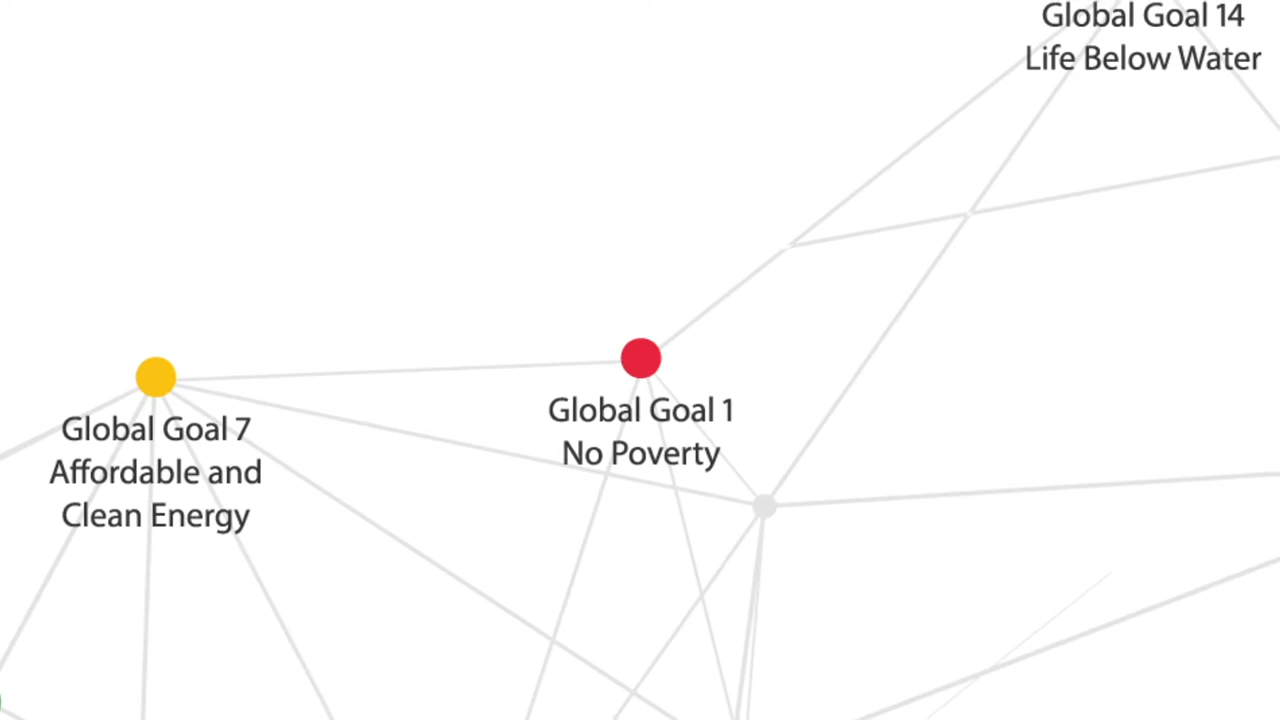 Global Goal 14
Life Below Water
Global Goal 1
No Poverty
Global Goal 7
Affordable and
Clean Energy